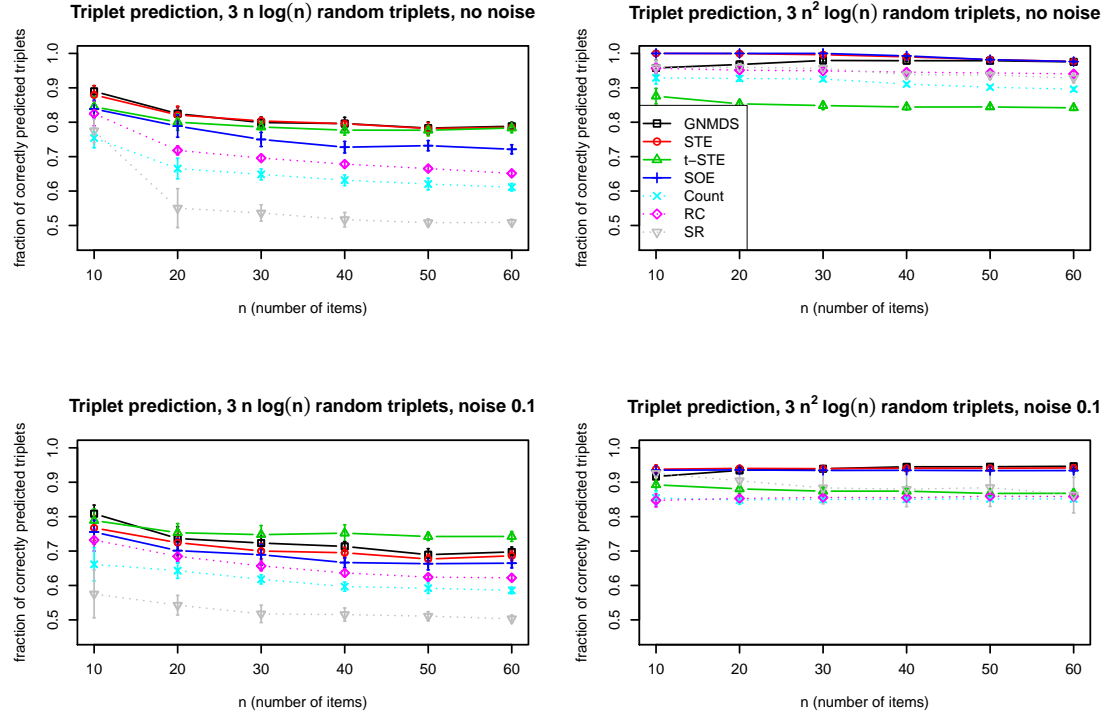 Triplet prediction, 3 n log(n) random triplets, no noise
fraction of correctly predicted triplets
1.0
0.9
0.8
0.7
0.6
0.5
10 20 30 40 50 60
n (number of items)
Triplet prediction, 3 n² log(n) random triplets, no noise
fraction of correctly predicted triplets
1.0
0.9
0.8
0.7
0.6
0.5
GNMDS
STE
t−STE
SOE
Count
RC
SR
10 20 30 40 50 60
n (number of items)
Triplet prediction, 3 n log(n) random triplets, noise 0.1
fraction of correctly predicted triplets
1.0
0.9
0.8
0.7
0.6
0.5
10 20 30 40 50 60
n (number of items)
Triplet prediction, 3 n² log(n) random triplets, noise 0.1
fraction of correctly predicted triplets
1.0
0.9
0.8
0.7
0.6
0.5
10 20 30 40 50 60
n (number of items)